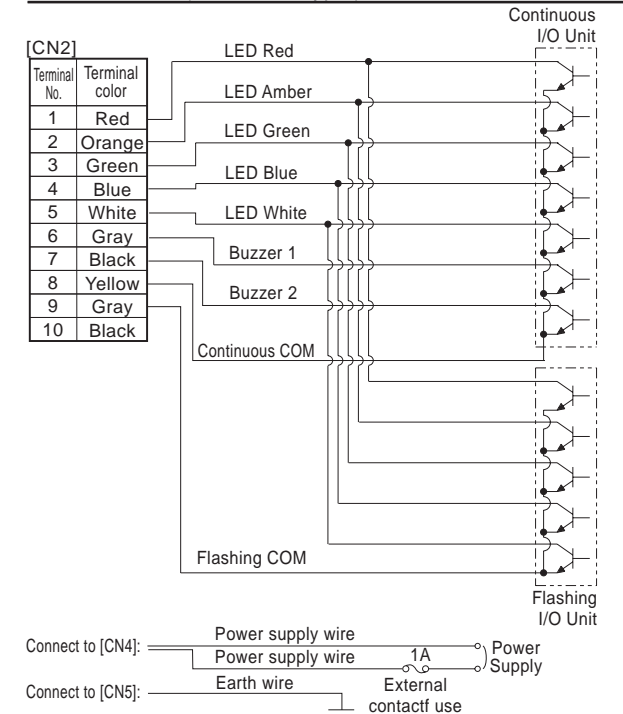 Continuous
I/O Unit
[CN2]
Terminal No. Terminal color
1 Red
2 Orange
3 Green
4 Blue
5 White
6 Gray
7 Black
8 Yellow
9 Gray
10 Black
LED Red
LED Amber
LED Green
LED Blue
LED White
Buzzer 1
Buzzer 2
Continuous COM
Flashing COM
Flashing
I/O Unit
Connect to [CN4]:
Power supply wire
Power supply wire
1A
Power
Supply
External
contactf use
Connect to [CN5]:
Earth wire